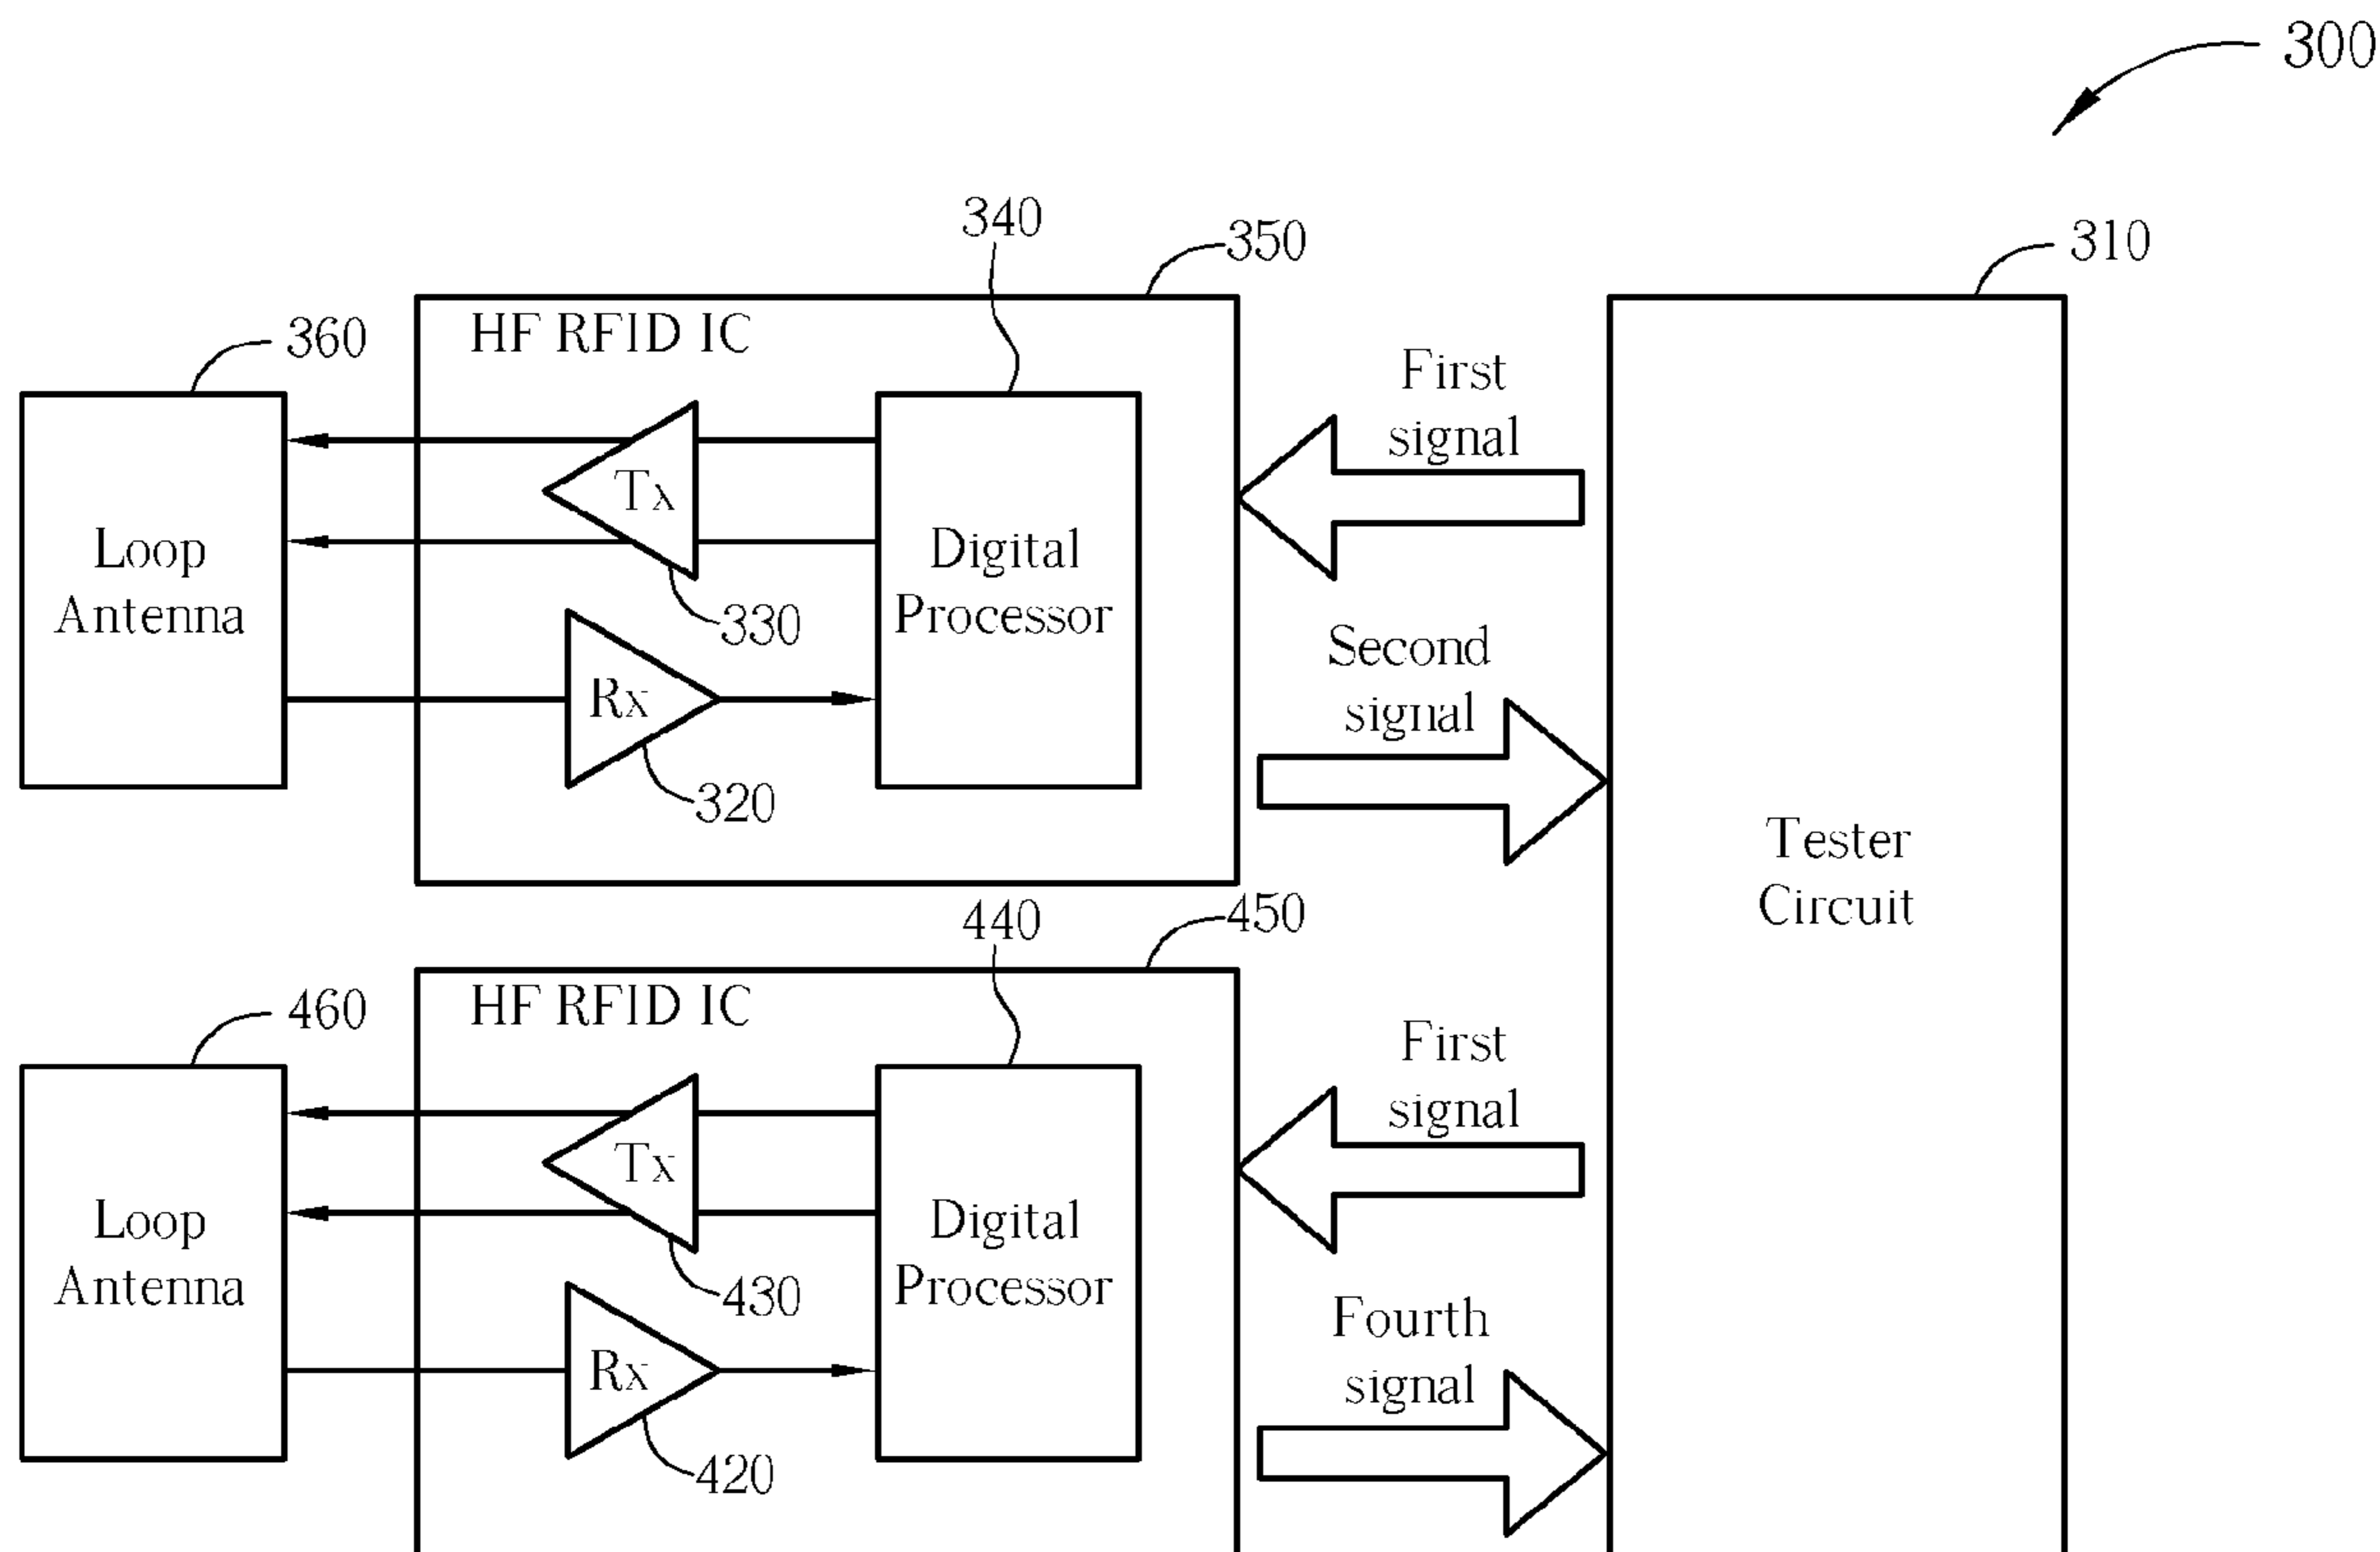 300
340
350
310
360
HF RFID IC
First
signal
Tx
Loop
Antenna
Digital
Processor
330
Second
signal
Rx
320
Tester
Circuit
440
450
460
HF RFID IC
First
signal
Tx
Loop
Antenna
Digital
Processor
430
Fourth
signal
Rx
420